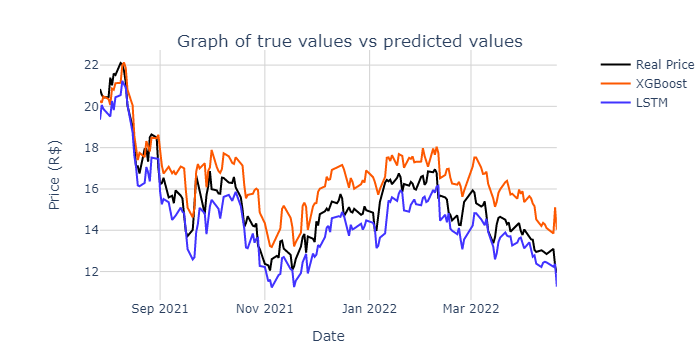 Graph of true values vs predicted values
Real Price
XGBoost
LSTM
Price (R$)
22
20
18
16
14
12
Sep 2021
Nov 2021
Jan 2022
Mar 2022
Date